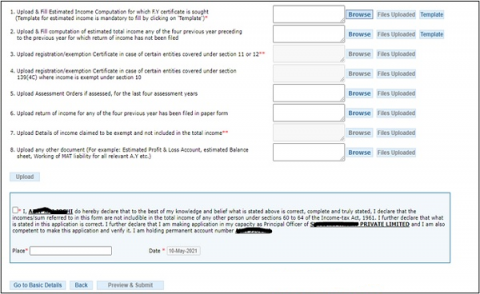 1. Upload & Fill Estimated Income Computation for which F.Y certificate is sought Browse Files Uploaded Template
(Template for estimated income is mandatory to fill by clicking on 'Template')*
2. Upload & Fill computation of estimated total income any of the four previous year preceding Browse Files Uploaded Template
to the previous year for which return of income has not been filed
3. Upload registration/exemption Certificate in case of certain entities covered under section 11 or 12** Browse Files Uploaded
4. Upload registration/exemption Certificate in case of certain entities covered under section Browse Files Uploaded
139(4C) where income is exempt under section 10
5. Upload Assessment Orders if assessed, for the last four assessment years Browse Files Uploaded
6. Upload return of income for any of the four previous year has been filed in paper form Browse Files Uploaded
7. Upload Details of income claimed to be exempt and not included in the total income** Browse Files Uploaded
8. Upload any other document (For example: Estimated Profit & Loss Account, estimated Balance Browse Files Uploaded
sheet, Working of MAT liability for all relevant A.Y etc.)
Upload
* I, do hereby declare that to the best of my knowledge and belief what is stated above is correct, complete and truly stated. I declare that the
incomes/sum referred to in this form are not includible in the total income of any other person under sections 60 to 64 of the Income-tax Act, 1961. I further declare that what
is stated in this application is correct. I further declare that I am making application in my capacity as Principal Officer of PRIVATE LIMITED and I am also
competent to make this application and verify it. I am holding permanent account number
Place* Date * 16-May-2021
Go to Basic Details Back Preview & Submit